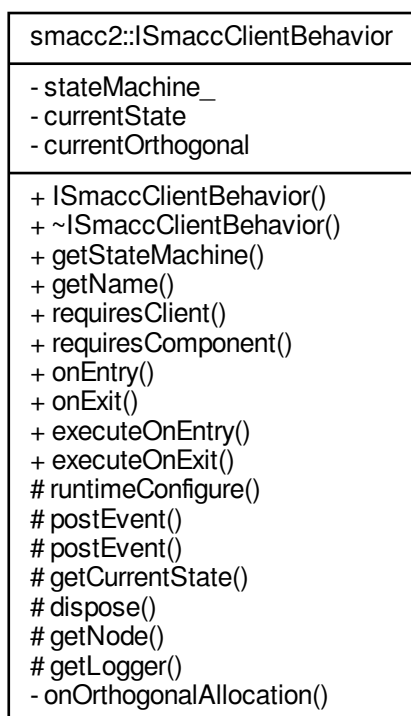 smacc2::ISmaccClientBehavior
- stateMachine_
- currentState
- currentOrthogonal
+ ISmaccClientBehavior()
+ ~ISmaccClientBehavior()
+ getStateMachine()
+ getName()
+ requiresClient()
+ requiresComponent()
+ onEntry()
+ onExit()
+ executeOnEntry()
+ executeOnExit()
# runtimeConfigure()
# postEvent()
# postEvent()
# getCurrentState()
# dispose()
# getNode()
# getLogger()
- onOrthogonalAllocation()